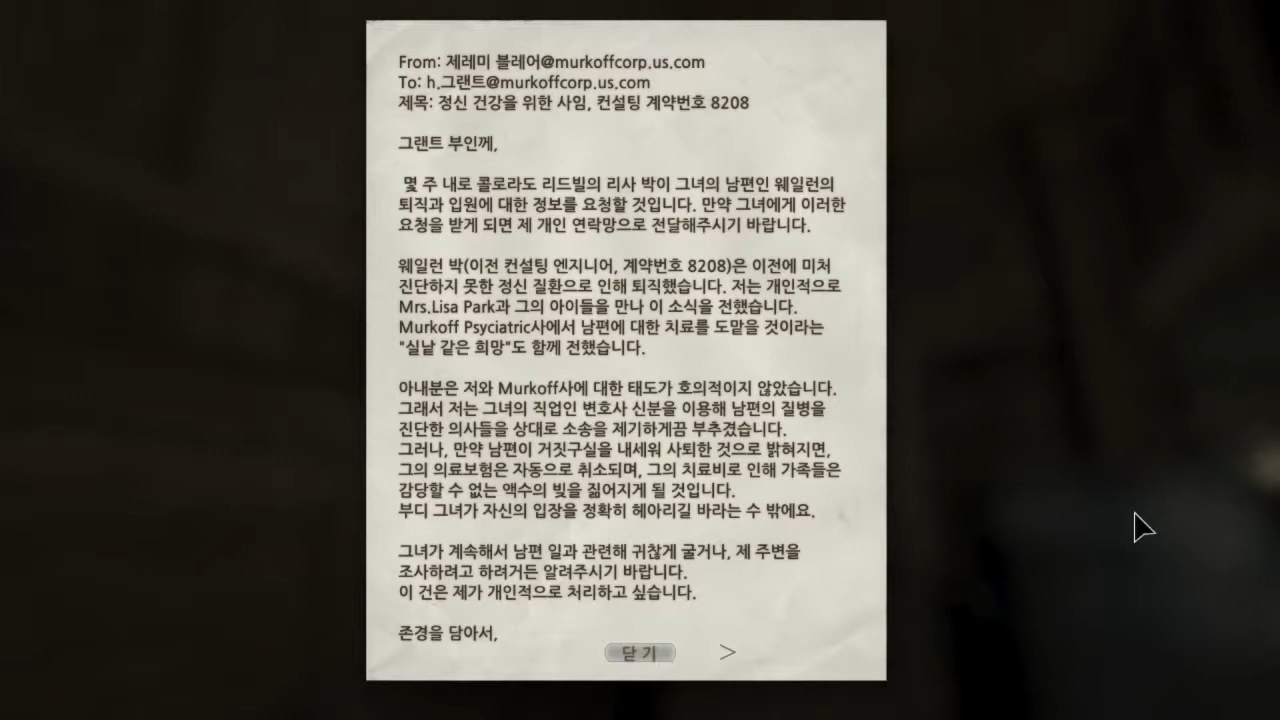 From: 제레미 블레어@murkoffcorp.us.com
To: h.그랜트@murkoffcorp.us.com
제목: 정신 건강을 위한 사임, 컨설팅 계약번호 8208
그랜트 부인께,
몇 주 내로 콜로라도 리드빌의 리사 박이 그녀의 남편인 웨일런의
퇴직과 입원에 대한 정보를 요청할 것입니다. 만약 그녀에게 이러한
요청을 받게 되면 제 개인 연락망으로 전달해주시기 바랍니다.
웨일런 박(이전 컨설팅 엔지니어, 계약번호 8208)은 이전에 미처
진단하지 못한 정신 질환으로 인해 퇴직했습니다. 저는 개인적으로
Mrs.Lisa Park과 그의 아이들을 만나 이 소식을 전했습니다.
Murkoff Psyciatric사에서 남편에 대한 치료를 도맡을 것이라는
"실낱 같은 희망"도 함께 전했습니다.
아내분은 저와 Murkoff사에 대한 태도가 호의적이지 않았습니다.
그래서 저는 그녀의 직업인 변호사 신분을 이용해 남편의 질병을
진단한 의사들을 상대로 소송을 제기하게끔 부추겼습니다.
그러나, 만약 남편이 거짓구실을 내세워 사퇴한 것으로 밝혀지면,
그의 의료보험은 자동으로 취소되며, 그의 치료비로 인해 가족들은
감당할 수 없는 액수의 빚을 짊어지게 될 것입니다.
부디 그녀가 자신의 입장을 정확히 헤아리길 바라는 수 밖에요.
그녀가 계속해서 남편 일과 관련해 귀찮게 굴거나, 제 주변을
조사하려고 하려거든 알려주시기 바랍니다.
이 건은 제가 개인적으로 처리하고 싶습니다.
존경을 담아서,
닫 기 >